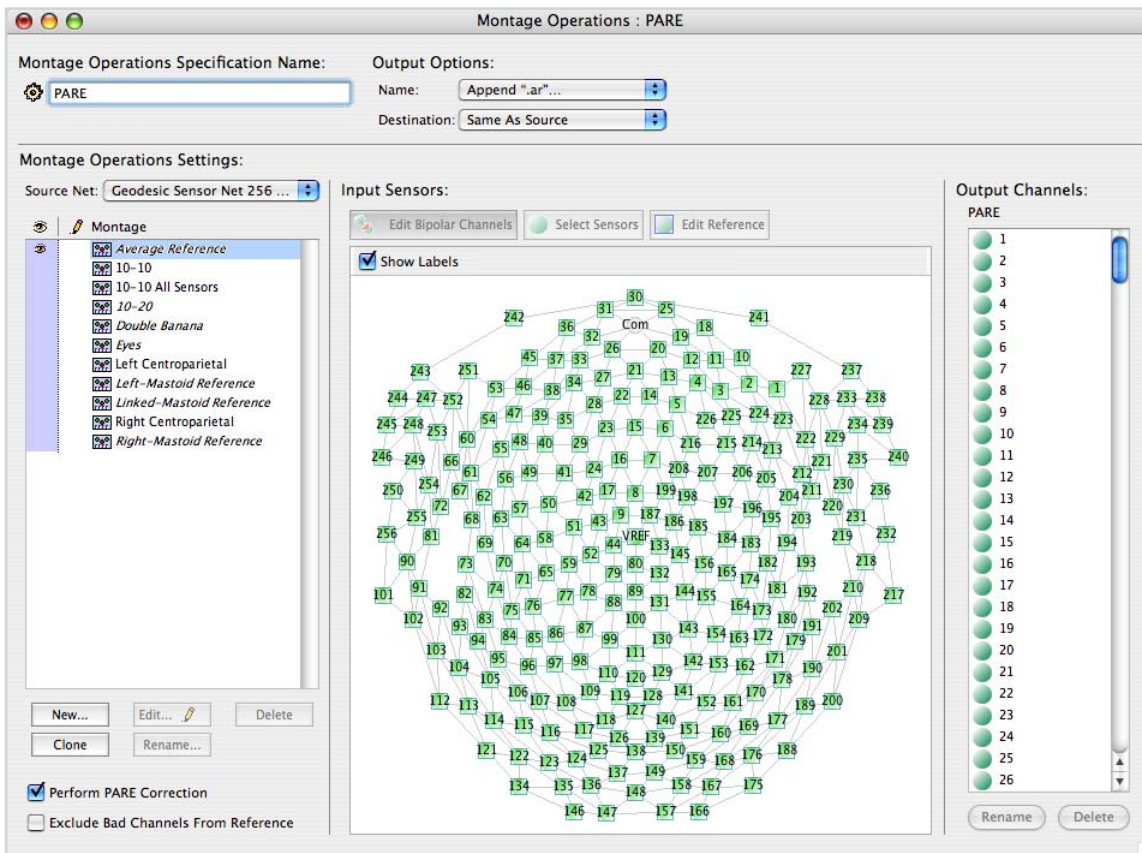 Montage Operations : PARE
Montage Operations Specification Name:
PARE
Output Options:
Name: Append ".ar"...
Destination: Same As Source
Montage Operations Settings:
Source Net: Geodesic Sensor Net 256 ...
Montage
Average Reference
10-10
10-10 All Sensors
10-20
Double Banana
Eyes
Left Centroparietal
Left-Mastoid Reference
Linked-Mastoid Reference
Right Centroparietal
Right-Mastoid Reference
New... Edit... Delete
Clone Rename...
Perform PARE Correction
Exclude Bad Channels From Reference
Input Sensors:
Edit Bipolar Channels Select Sensors Edit Reference
Show Labels
30
242 31 25 241
36 Com 18
32 19
26 20
45 37 33 12 11 10
243 251 27 21 13 227 237
53 46 38 34 4 3 2 1
244 247 252 28 22 14 5 228 233 238
54 47 39 35 226 225 224 223
245 248 253 23 15 6 234 239
60 55 48 40 29 216 215 214 213 222 229
246 249 66 16 7 221 235 240
61 56 49 41 24 208 207 206 205 212
250 254 67 62 42 17 8 199 198 204 211 230 236
72 57 50 197 196 220
255 68 63 51 43 9 187 186 185 195 203 231
256 81 69 64 58 44 VREF 133 184 183 194 219 232
90 73 70 59 52 80 145 156 182 193 218
65 79 132 165
101 91 82 74 71 77 78 89 144 155 174 181 192 210 217
92 83 75 76 88 131 164 173 202
102 93 84 85 86 87 100 143 154 163 172 180 191 209
94 99 130 179
103 95 96 97 98 111 142 153 162 171 201
104 105 110 120 129 178 190
112 113 106 107 108 109 119 128 141 152 161 170 189 200
114 115 118 127 140 169 177
116 117 126 139 151 160
121 122 123 124 125 138 150 159 168 176 188
137 149
134 135 136 148 158 167 175
146 147 157 166
Output Channels:
PARE
1
2
3
4
5
6
7
8
9
10
11
12
13
14
15
16
17
18
19
20
21
22
23
24
25
26
Rename Delete